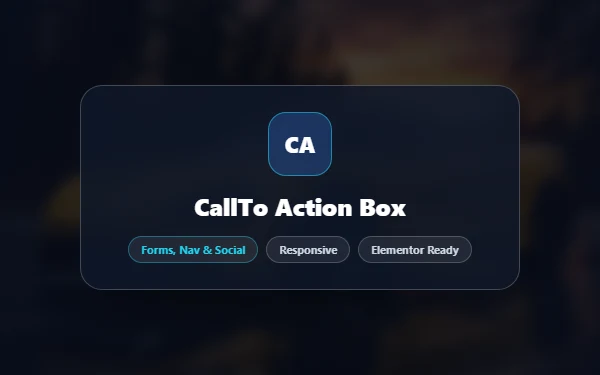 CA
CallTo Action Box
Forms, Nav & Social Responsive Elementor Ready